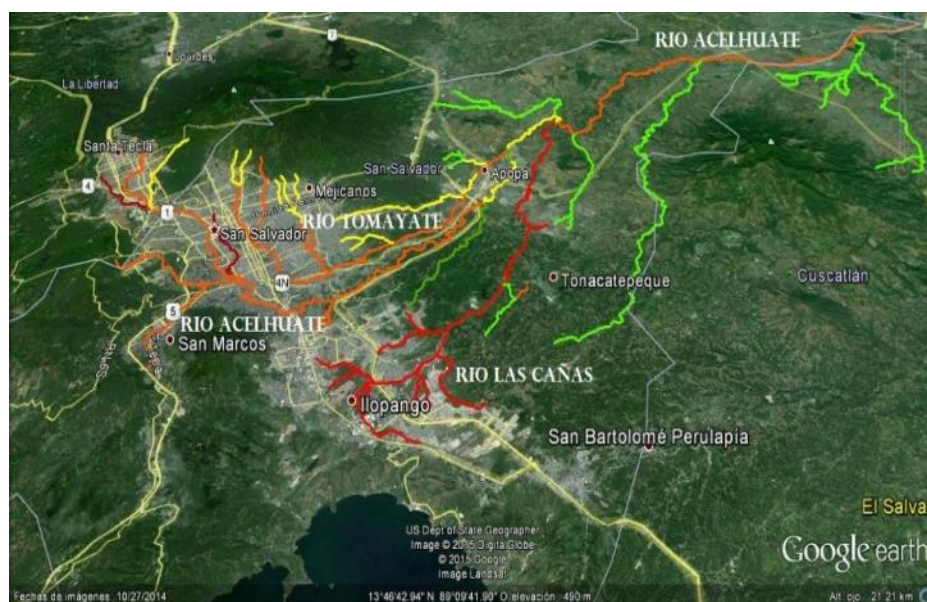 RIO ACELHUATE
7
Lourdes
La Libertad
Santa Tecla
San Salvador
Apopa
4
Mejicanos
1
RIO TOMAYATE
San Salvador
Tonacatepeque
Cuscatlán
4N
5
RIO ACELHUATE
San Marcos
RIO LAS CAÑAS
Ilopango
San Bartolomé Perulapía
El Salva
US Dept of State Geographer
Image © 2015 DigitalGlobe
© 2015 Google
Image Landsat
Google earth
Fechas de imágenes: 10/27/2014
13°46'42.94" N 89°09'41.90" O elevación 490 m
Alt. ojo 21.21 km